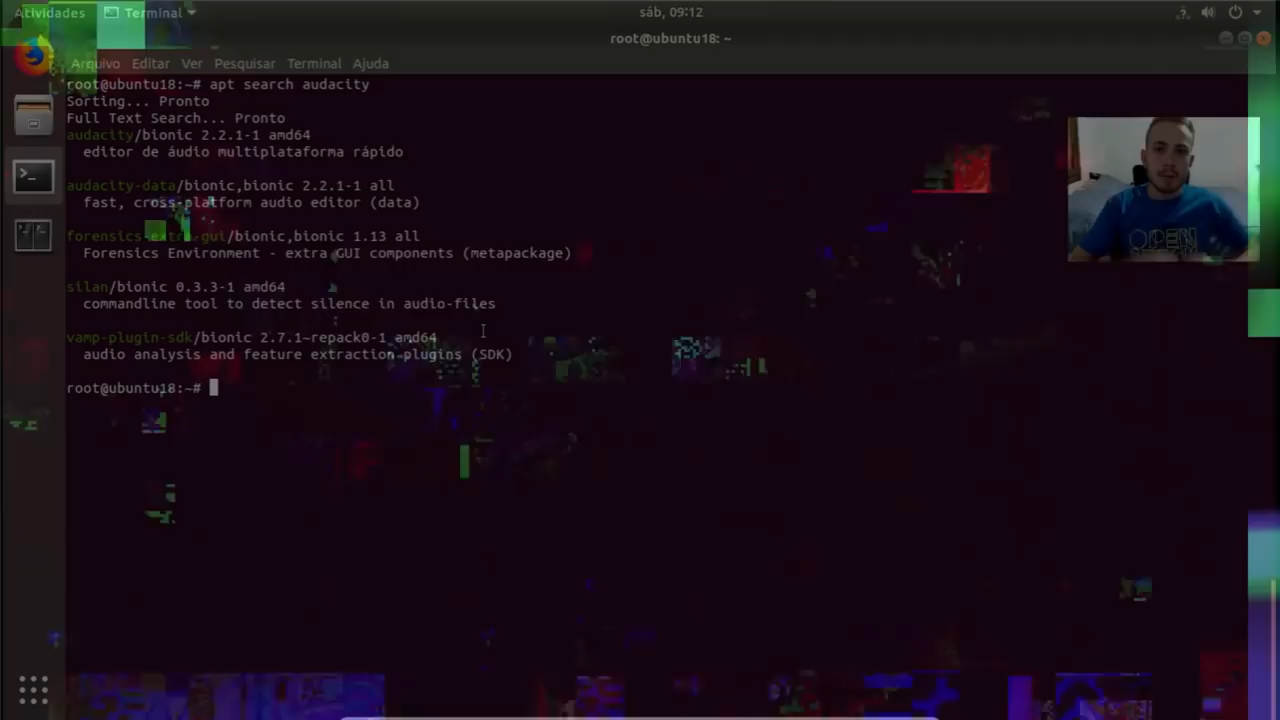 Atividades
Terminal
sáb, 09:12
root@ubuntu18: ~
Arquivo Editar Ver Pesquisar Terminal Ajuda
root@ubuntu18:~# apt search audacity
Sorting... Pronto
Full Text Search... Pronto
audacity/bionic 2.2.1-1 amd64
editor de áudio multiplataforma rápido
audacity-data/bionic,bionic 2.2.1-1 all
fast, cross-platform audio editor (data)
forensics-extra-gui/bionic,bionic 1.13 all
Forensics Environment - extra GUI components (metapackage)
silan/bionic 0.3.3-1 amd64
commandline tool to detect silence in audio-files
vamp-plugin-sdk/bionic 2.7.1~repack0-1 amd64
audio analysis and feature extraction plugins (SDK)
root@ubuntu18:~#
OPEN